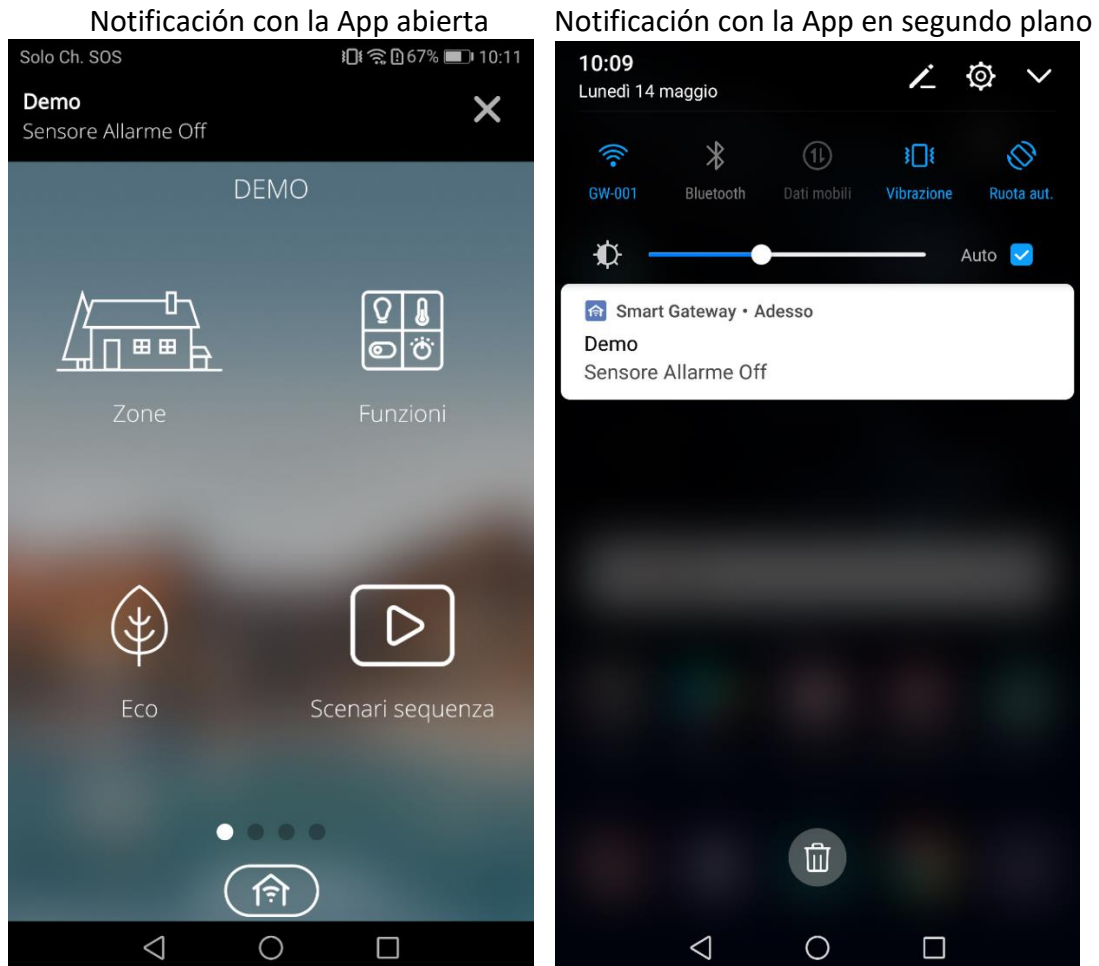 Notificación con la App abierta
Solo Ch. SOS 67% 10:11
Demo
Sensore Allarme Off
DEMO
Zone Funzioni
Eco Scenari sequenza
Notificación con la App en segundo plano
10:09
Lunedì 14 maggio
GW-001 Bluetooth Dati mobili Vibrazione Ruota aut.
Auto
Smart Gateway • Adesso
Demo
Sensore Allarme Off